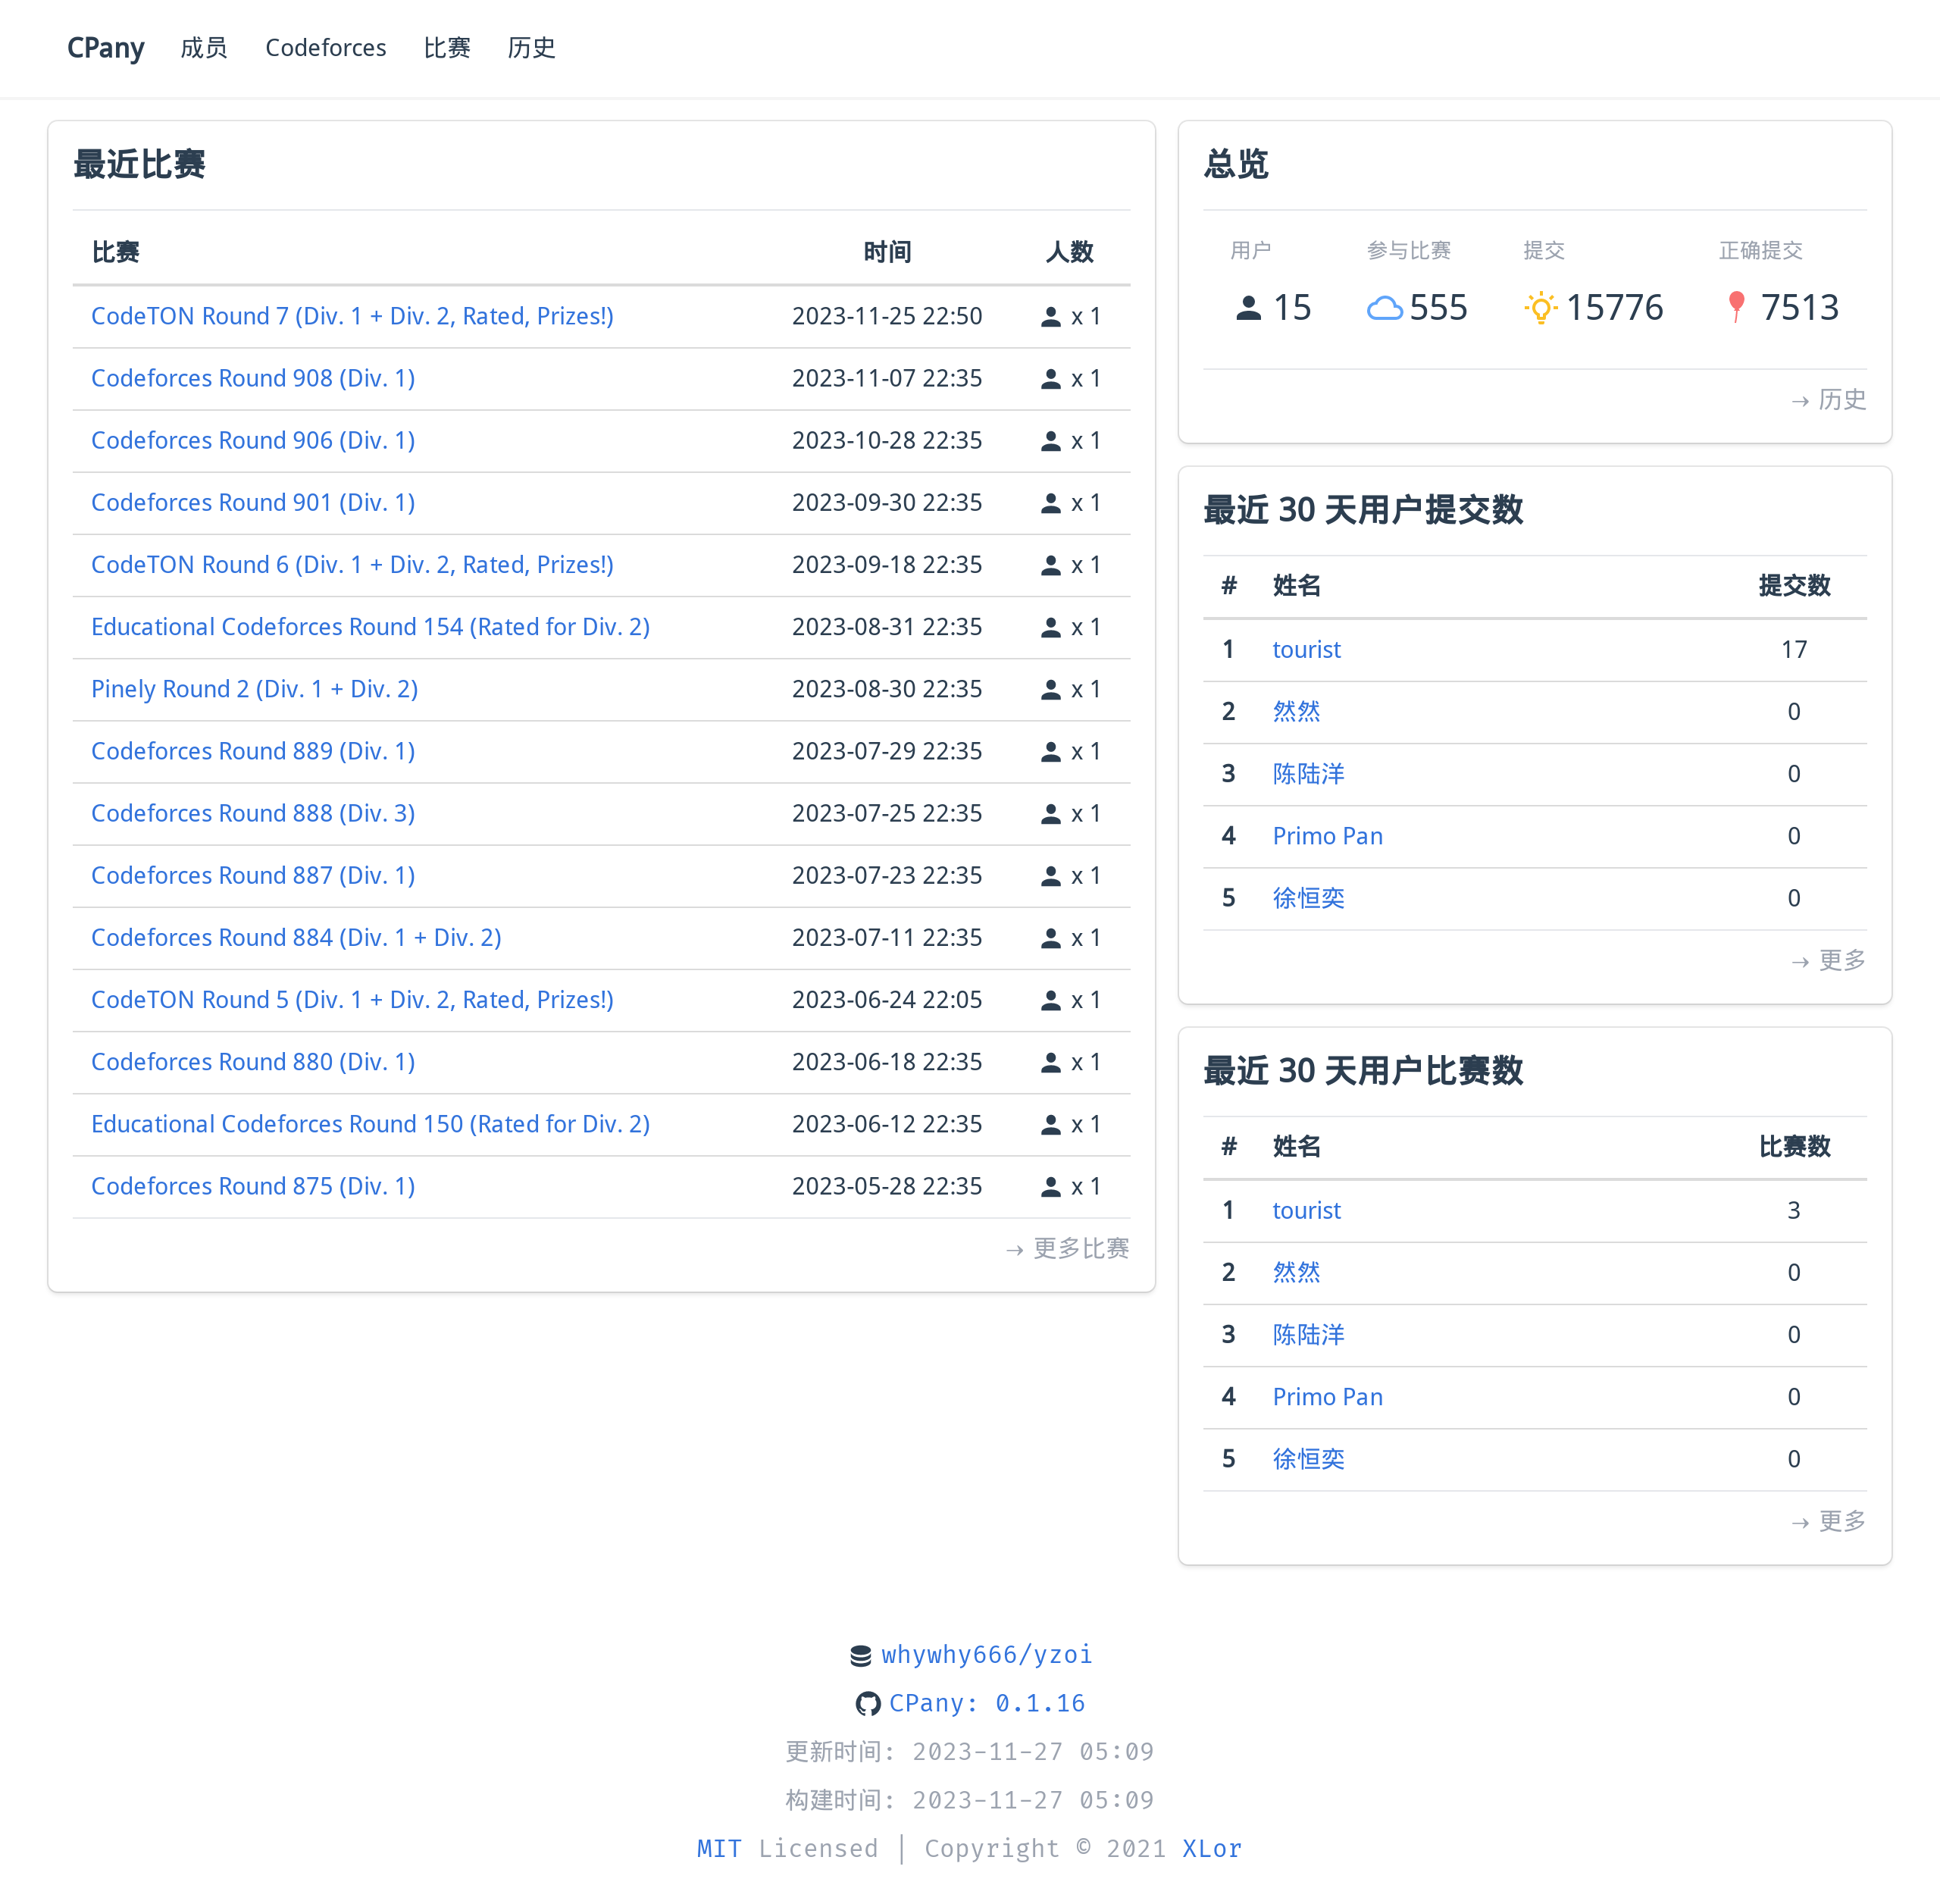 CPany 成员 Codeforces 比赛 历史
最近比赛
比赛 时间 人数
CodeTON Round 7 (Div. 1 + Div. 2, Rated, Prizes!) 2023-11-25 22:50 x 1
Codeforces Round 908 (Div. 1) 2023-11-07 22:35 x 1
Codeforces Round 906 (Div. 1) 2023-10-28 22:35 x 1
Codeforces Round 901 (Div. 1) 2023-09-30 22:35 x 1
CodeTON Round 6 (Div. 1 + Div. 2, Rated, Prizes!) 2023-09-18 22:35 x 1
Educational Codeforces Round 154 (Rated for Div. 2) 2023-08-31 22:35 x 1
Pinely Round 2 (Div. 1 + Div. 2) 2023-08-30 22:35 x 1
Codeforces Round 889 (Div. 1) 2023-07-29 22:35 x 1
Codeforces Round 888 (Div. 3) 2023-07-25 22:35 x 1
Codeforces Round 887 (Div. 1) 2023-07-23 22:35 x 1
Codeforces Round 884 (Div. 1 + Div. 2) 2023-07-11 22:35 x 1
CodeTON Round 5 (Div. 1 + Div. 2, Rated, Prizes!) 2023-06-24 22:05 x 1
Codeforces Round 880 (Div. 1) 2023-06-18 22:35 x 1
Educational Codeforces Round 150 (Rated for Div. 2) 2023-06-12 22:35 x 1
Codeforces Round 875 (Div. 1) 2023-05-28 22:35 x 1
→ 更多比赛
总览
用户 参与比赛 提交 正确提交
15 555 15776 7513
→ 历史
最近 30 天用户提交数
# 姓名 提交数
1 tourist 17
2 然然 0
3 陈陆洋 0
4 Primo Pan 0
5 徐恒奕 0
→ 更多
最近 30 天用户比赛数
# 姓名 比赛数
1 tourist 3
2 然然 0
3 陈陆洋 0
4 Primo Pan 0
5 徐恒奕 0
→ 更多
whywhy666/yzoi
CPany: 0.1.16
更新时间: 2023-11-27 05:09
构建时间: 2023-11-27 05:09
MIT Licensed | Copyright © 2021 XLor